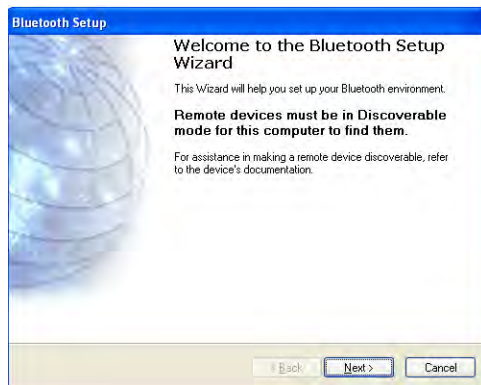 Bluetooth Setup
Welcome to the Bluetooth Setup
Wizard
This Wizard will help you set up your Bluetooth environment.
Remote devices must be in Discoverable
mode for this computer to find them.
For assistance in making a remote device discoverable, refer
to the device's documentation.
< Back Next > Cancel